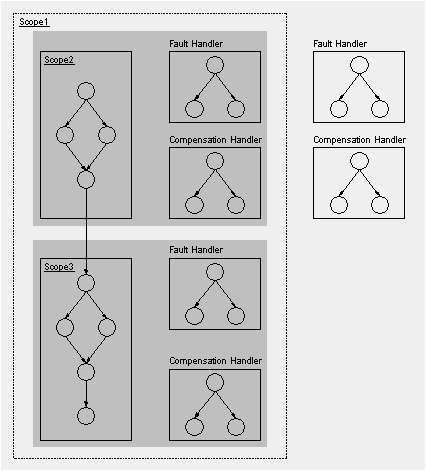 Scope1
Scope2
Fault Handler
Compensation Handler
Fault Handler
Compensation Handler
Scope3
Fault Handler
Compensation Handler